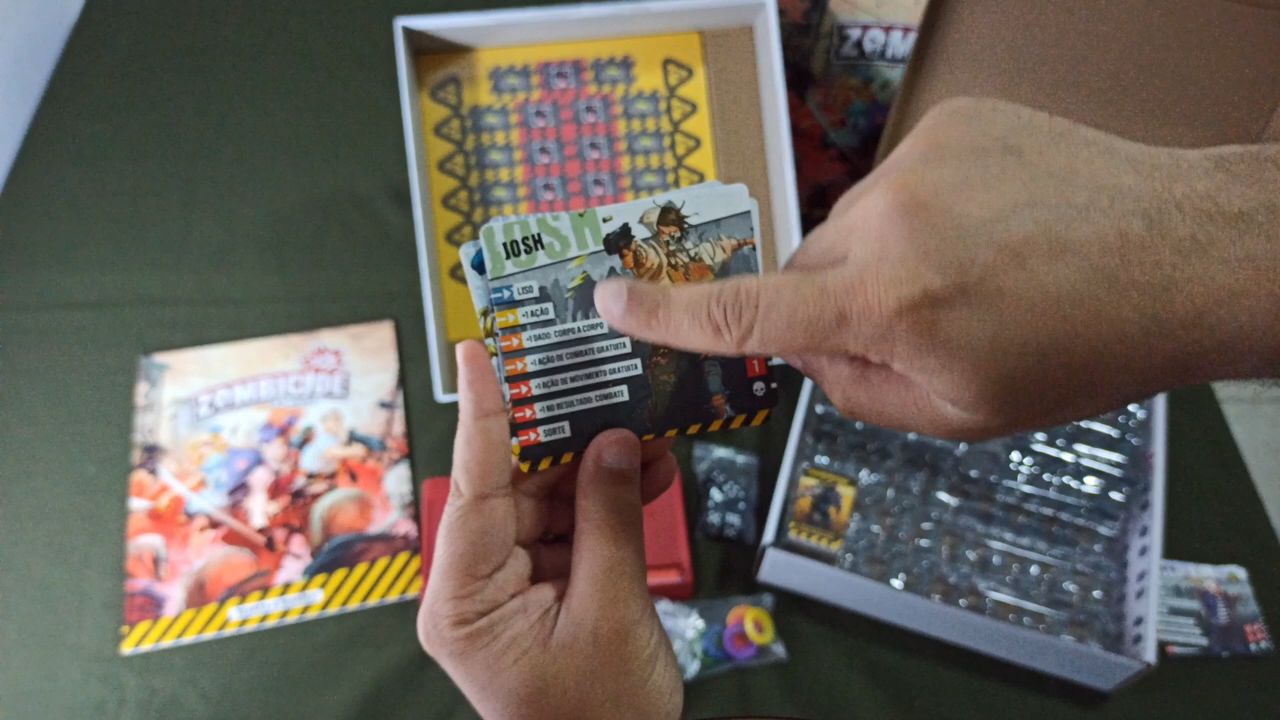 ZOM
JOSH
JOSH
LISO
+1 AÇÃO
+1 DADO: CORPO A CORPO
+1 AÇÃO DE COMBATE GRATUITA
+1 AÇÃO DE MOVIMENTO GRATUITA
+1 NO RESULTADO: COMBATE
SORTE
1
ZOMBICIDE